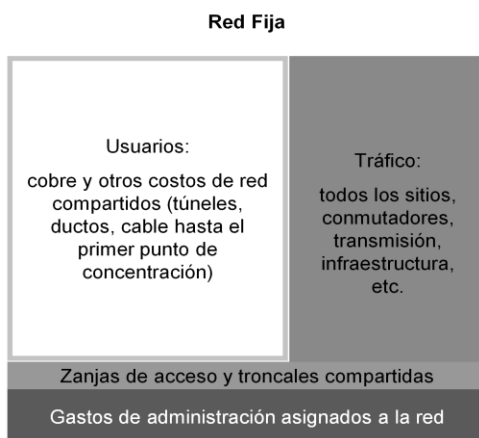 Red Fija
Usuarios:
cobre y otros costos de red
compartidos (túneles,
ductos, cable hasta el
primer punto de
concentración)
Tráfico:
todos los sitios,
conmutadores,
transmisión,
infraestructura,
etc.
Zanjas de acceso y troncales compartidas
Gastos de administración asignados a la red